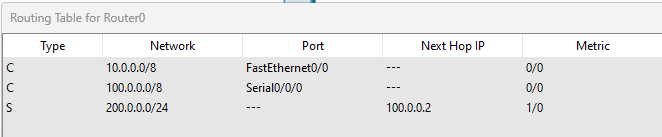 Routing Table for Router0
Type Network Port Next Hop IP Metric
C 10.0.0.0/8 FastEthernet0/0 --- 0/0
C 100.0.0.0/8 Serial0/0/0 --- 0/0
S 200.0.0.0/24 --- 100.0.0.2 1/0